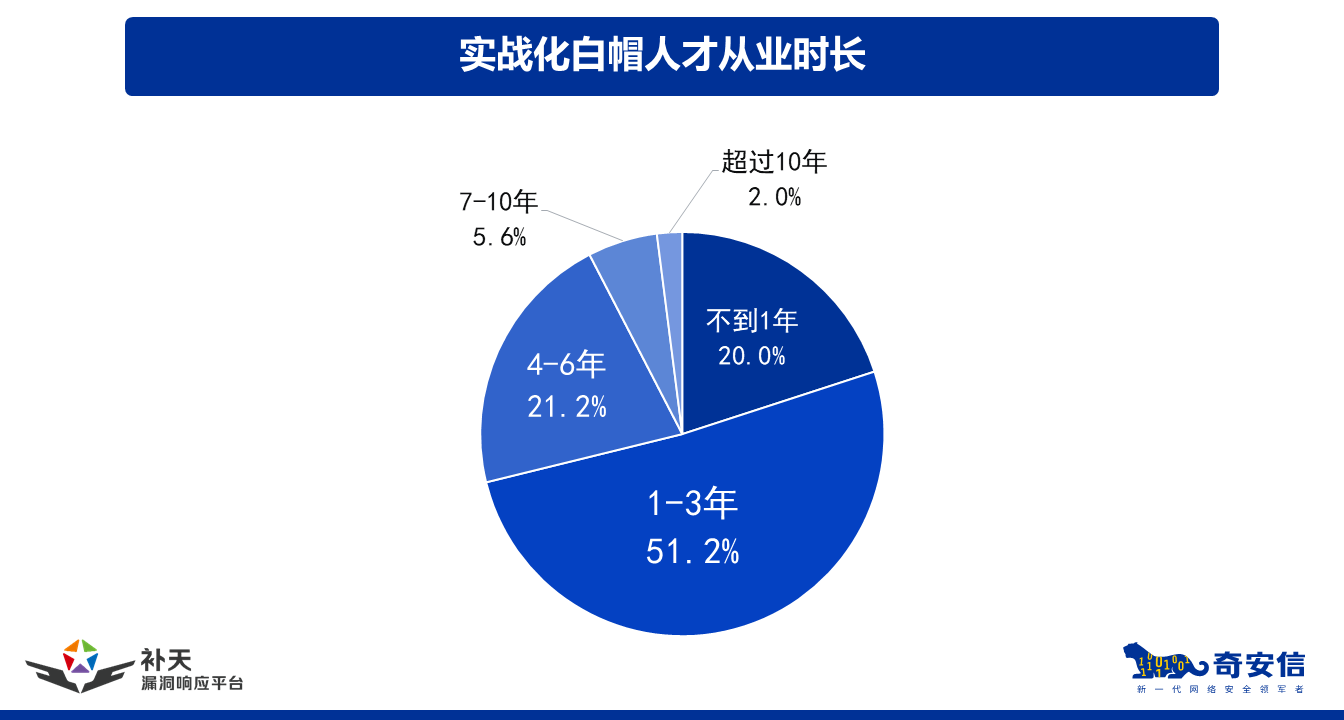 实战化白帽人才从业时长
超过10年
2.0%
7-10年
5.6%
不到1年
20.0%
4-6年
21.2%
1-3年
51.2%
补天
漏洞响应平台
奇安信
新一代网络安全领军者